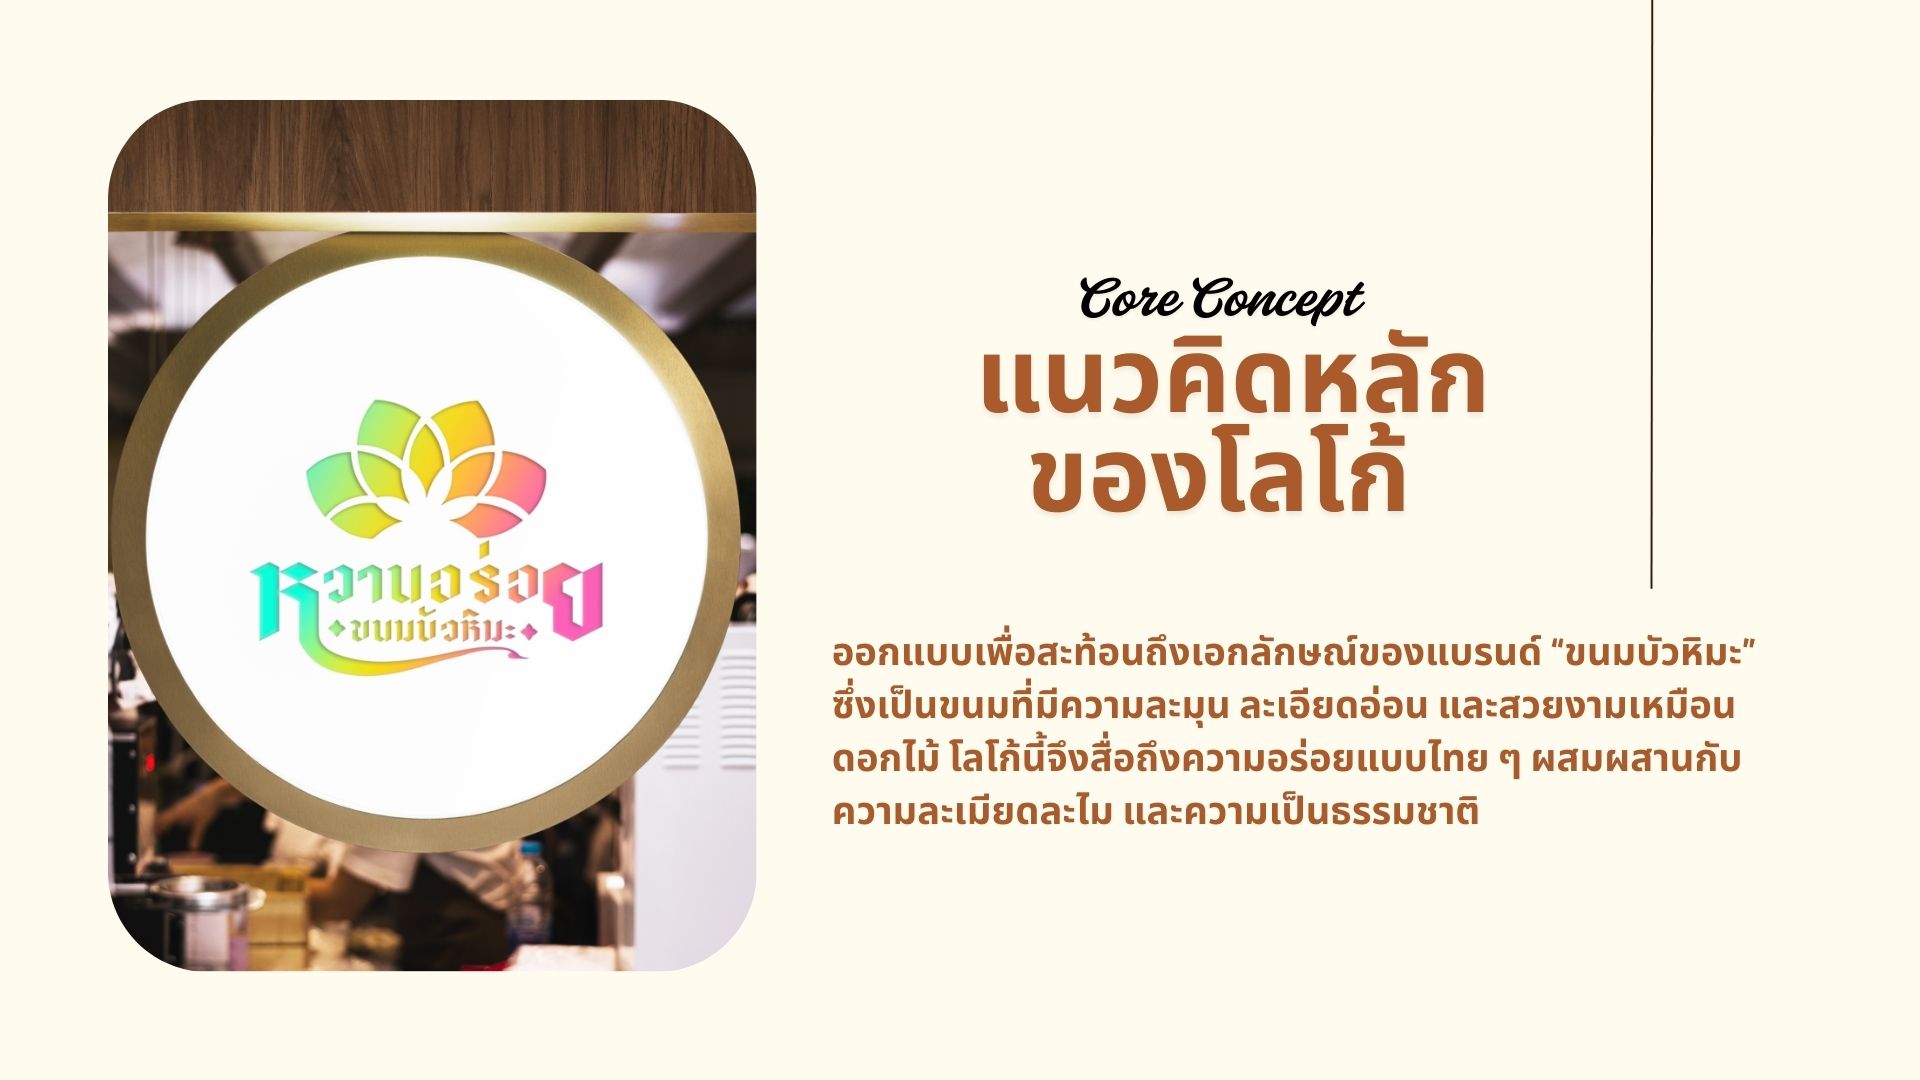 หวานอร่อย
ขนมบัวหิมะ
Core Concept
แนวคิดหลัก
ของโลโก้
ออกแบบเพื่อสะท้อนถึงเอกลักษณ์ของแบรนด์ “ขนมบัวหิมะ”
ซึ่งเป็นขนมที่มีความละมุน ละเอียดอ่อน และสวยงามเหมือน
ดอกไม้ โลโก้นี้จึงสื่อถึงความอร่อยแบบไทย ๆ ผสมผสานกับ
ความละเมียดละไม และความเป็นธรรมชาติ